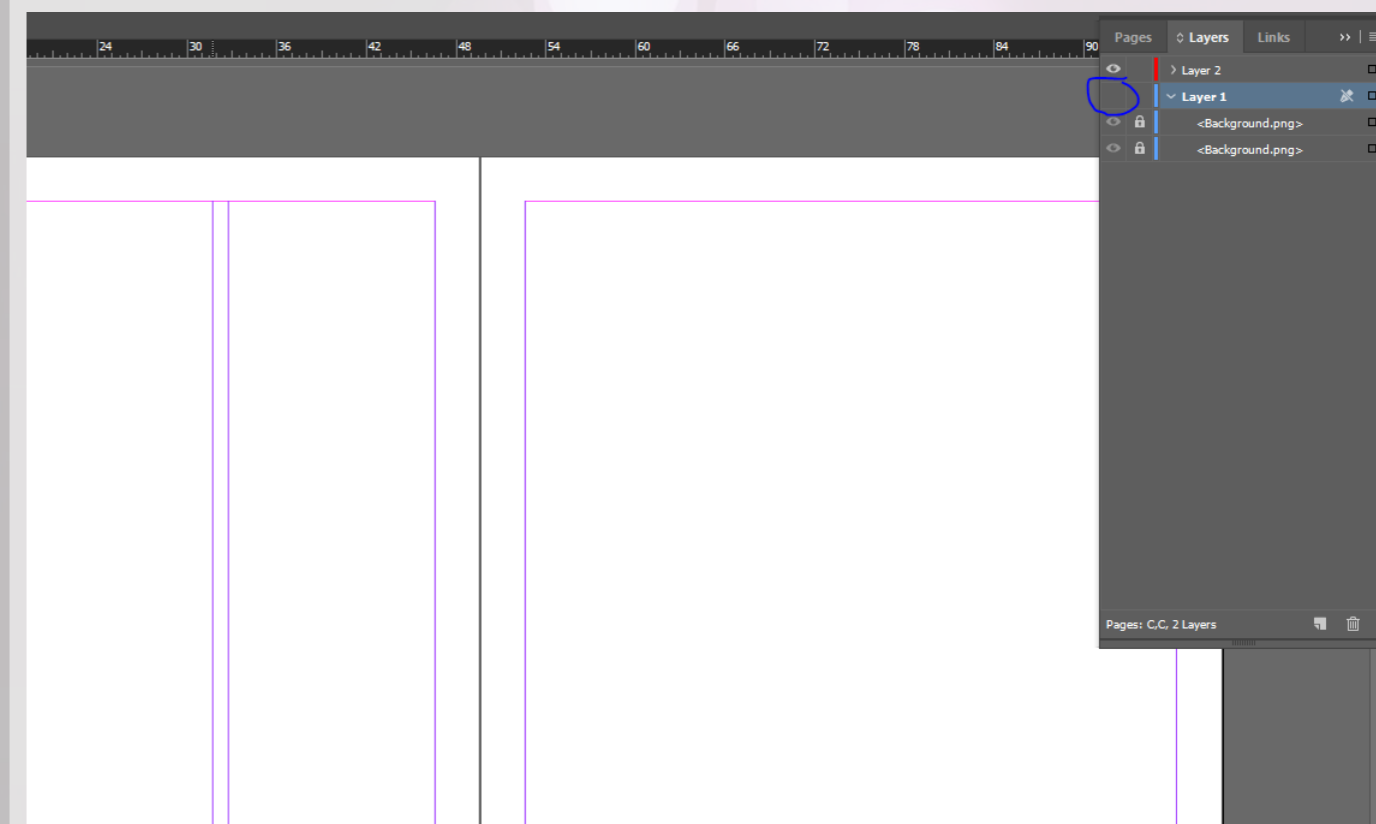 24 30 36 42 48 54 60 66 72 78 84 90
Pages Layers Links
Layer 2
Layer 1
<Background.png>
<Background.png>
Pages: C,C, 2 Layers